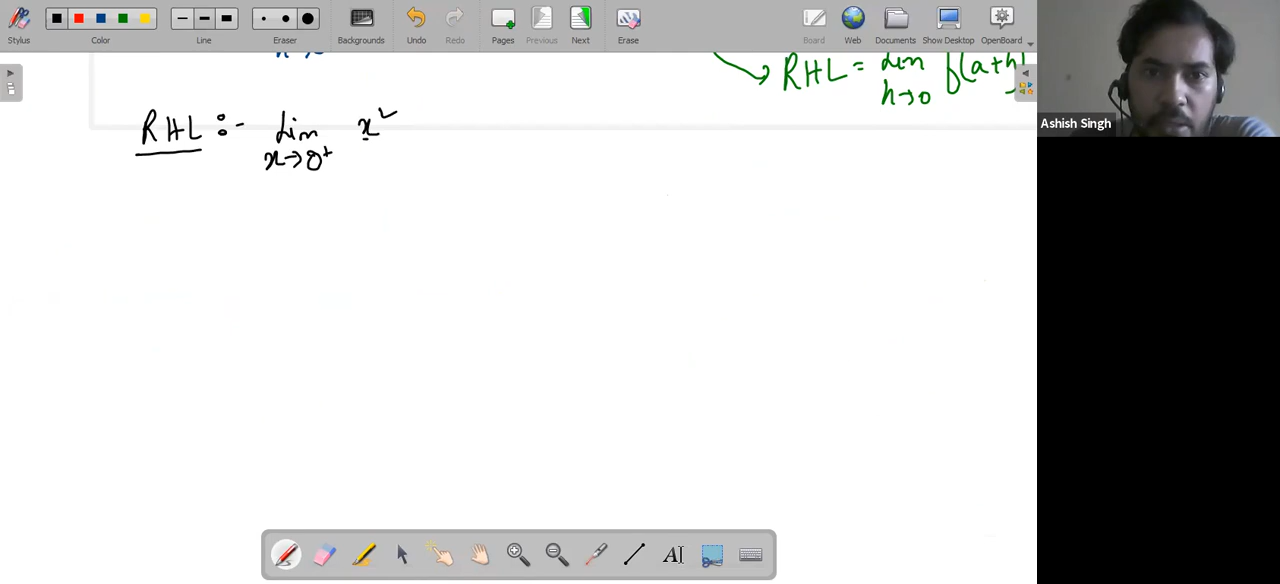 Stylus
Color
Line
Eraser
Backgrounds
Undo
Redo
Pages
Previous
Next
Erase
Board
Web
Documents
Show Desktop
OpenBoard
RHL = Lim f(a+h)
h→0
Ashish Singh
RHL :- Lim x²
x→0⁺
AI